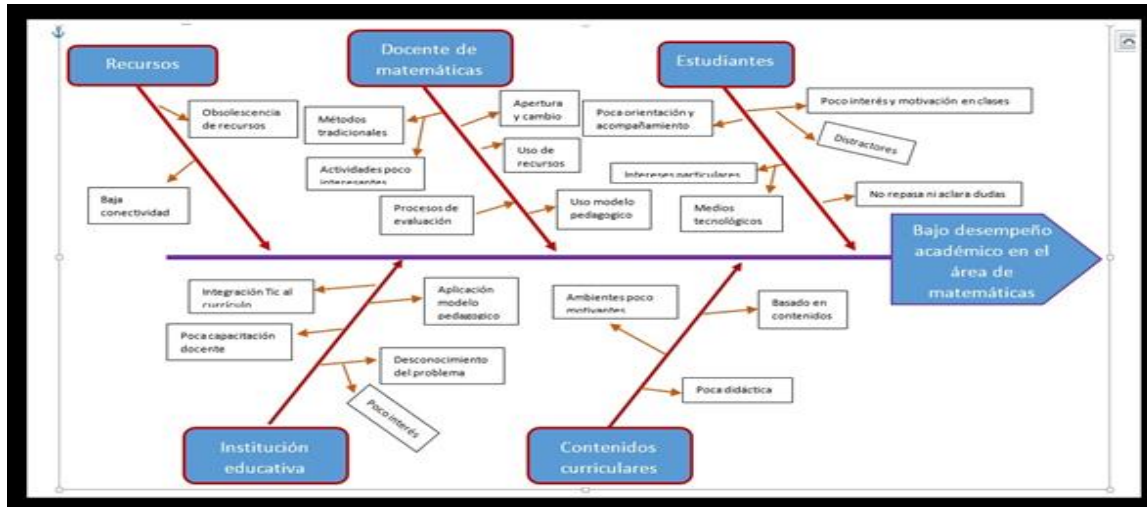 Recursos
Docente de
matemáticas
Estudiantes
Obsolescencia
de recursos
Baja
conectividad
Métodos
tradicionales
Actividades poco
interesantes
Apertura
y cambio
Uso de
recursos
Procesos de
evaluación
Uso modelo
pedagogico
Poca orientación y
acompañamiento
Poco interés y motivación en clases
Distractores
Intereses particulares
Medios
tecnológicos
No repasa ni aclara dudas
Bajo desempeño
académico en el
área de
matemáticas
Integración Tic al
currículo
Poca capacitación
docente
Aplicación
modelo
pedagogico
Desconocimiento
del problema
Poco interés
Ambientes poco
motivantes
Basado en
contenidos
Poca didáctica
Institución
educativa
Contenidos
curriculares